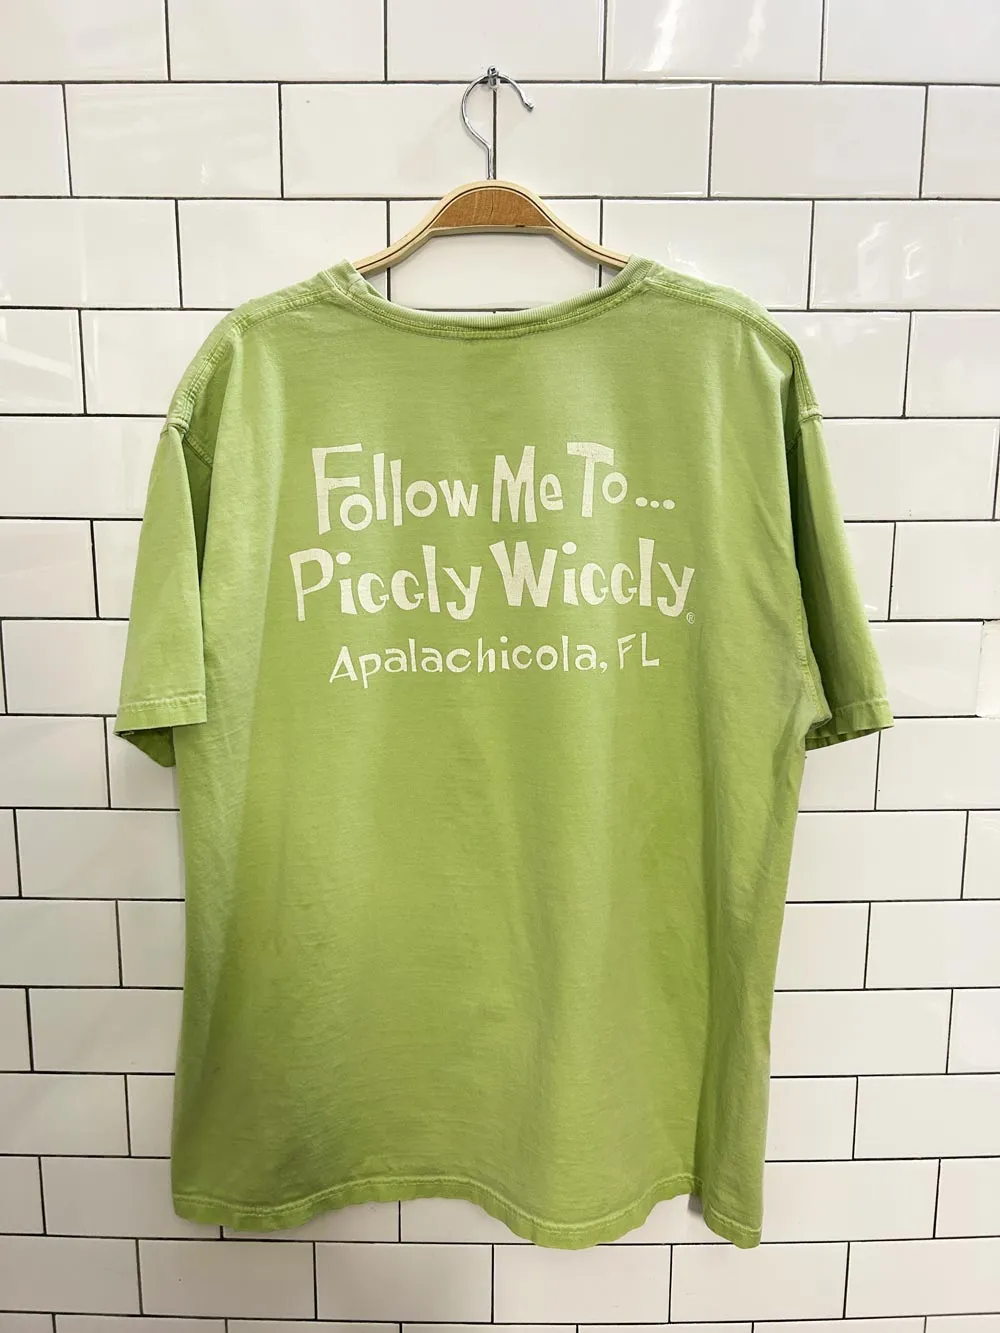 Follow Me To...
Piggly Wiggly®
Apalachicola, FL